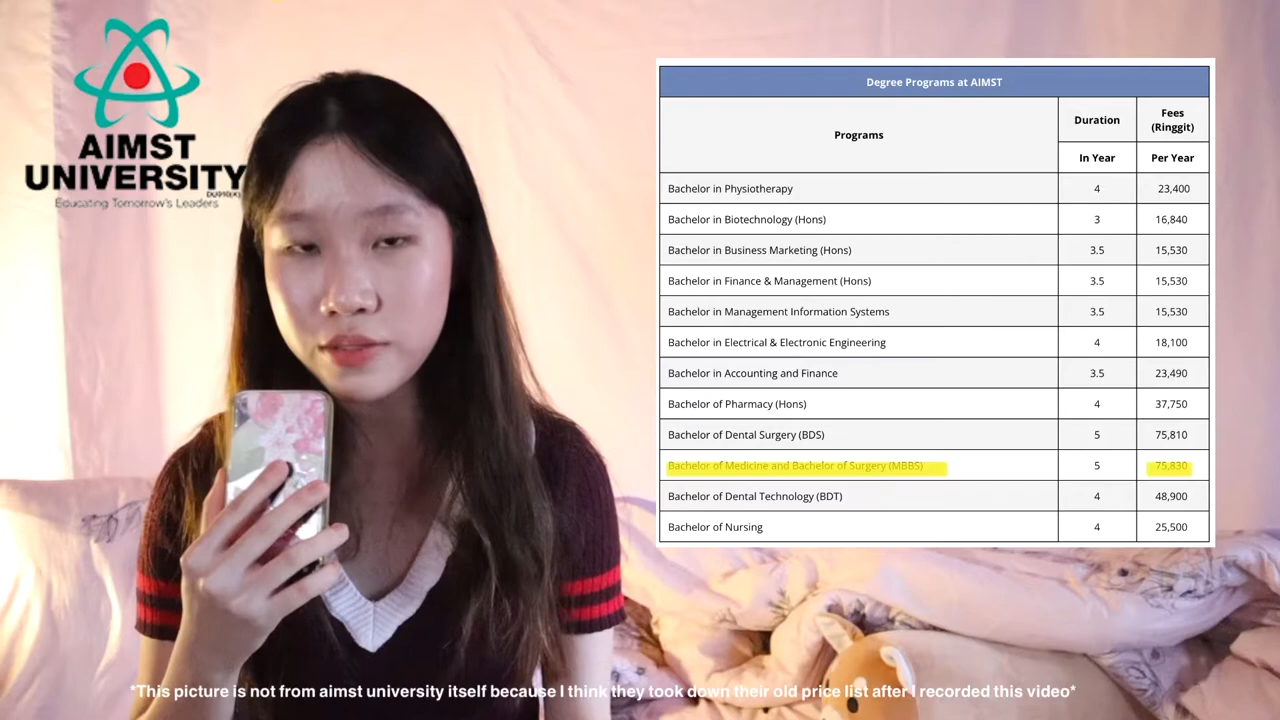 AIMST
UNIVERSITY
DU019(K)
Educating Tomorrow's Leaders
Degree Programs at AIMST
Programs
Duration
Fees
(Ringgit)
In Year
Per Year
Bachelor in Physiotherapy 4 23,400
Bachelor in Biotechnology (Hons) 3 16,840
Bachelor in Business Marketing (Hons) 3.5 15,530
Bachelor in Finance & Management (Hons) 3.5 15,530
Bachelor in Management Information Systems 3.5 15,530
Bachelor in Electrical & Electronic Engineering 4 18,100
Bachelor in Accounting and Finance 3.5 23,490
Bachelor of Pharmacy (Hons) 4 37,750
Bachelor of Dental Surgery (BDS) 5 75,810
Bachelor of Medicine and Bachelor of Surgery (MBBS) 5 75,830
Bachelor of Dental Technology (BDT) 4 48,900
Bachelor of Nursing 4 25,500
*This picture is not from aimst university itself because I think they took down their old price list after I recorded this video*